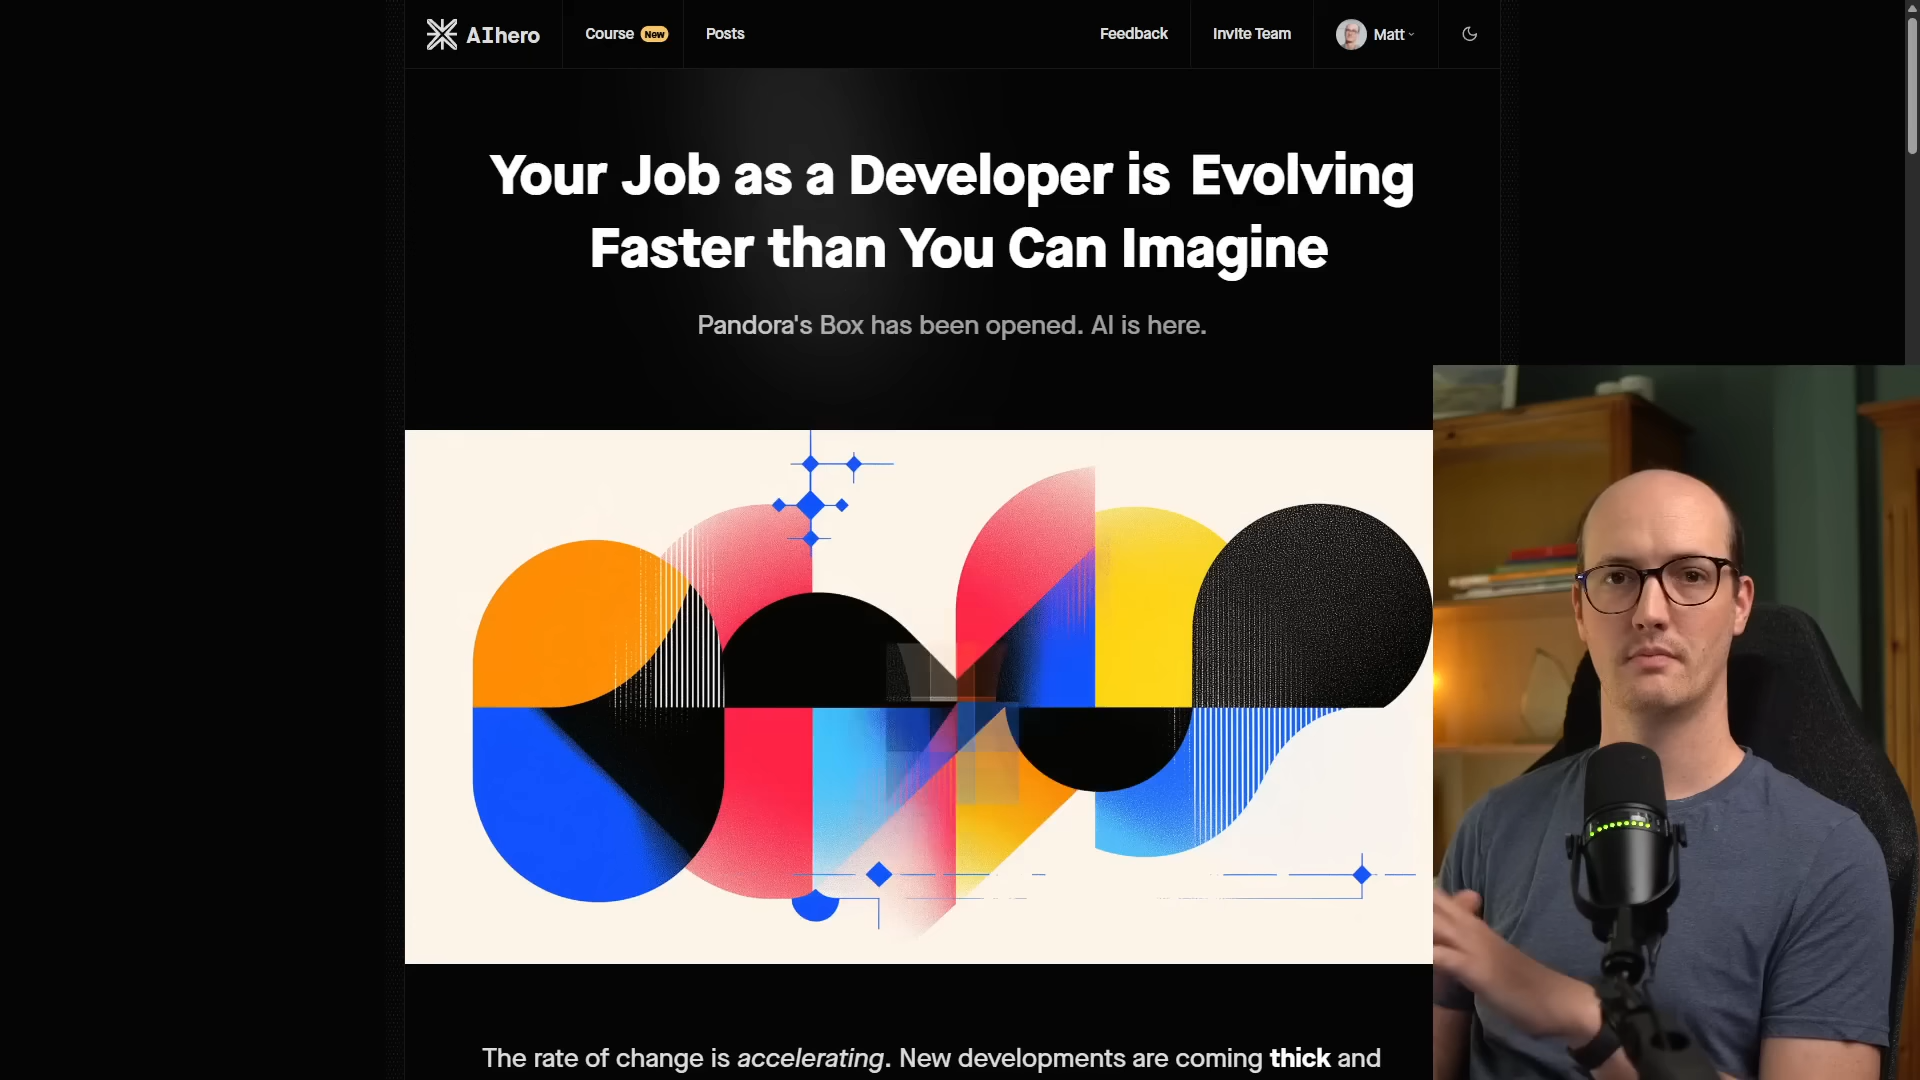 AIhero
Course New
Posts
Feedback
Invite Team
Matt
Your Job as a Developer is Evolving
Faster than You Can Imagine
Pandora's Box has been opened. AI is here.
The rate of change is accelerating. New developments are coming thick and